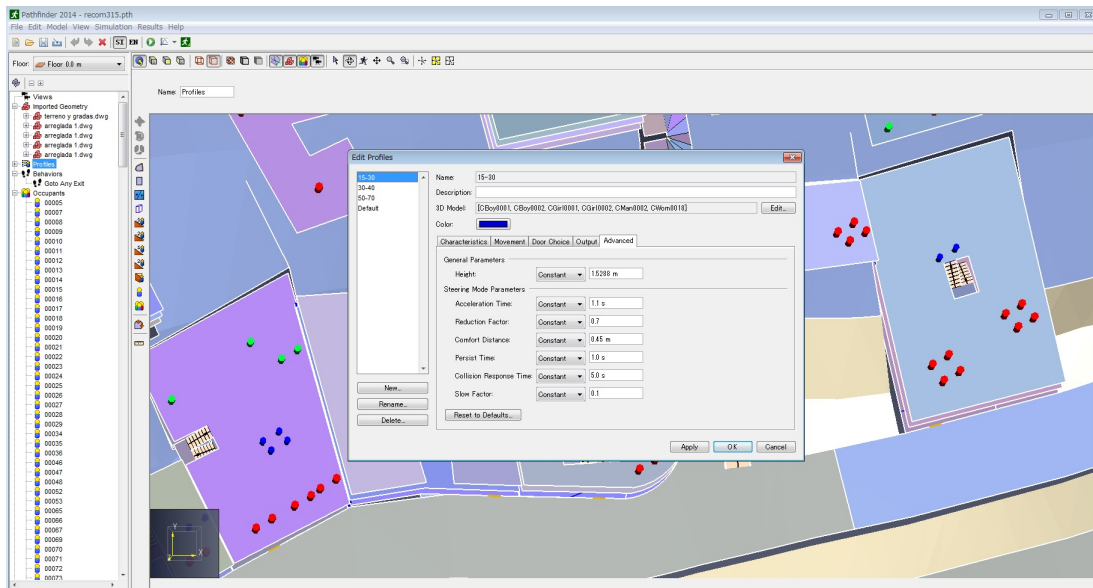 Pathfinder 2014 - recom315.pth
File Edit Model View Simulation Results Help
Floor: Floor 0.0 m
Name: Profiles
Views
Imported Geometry
terreno y gradas.dwg
arreglada 1.dwg
arreglada 1.dwg
arreglada 1.dwg
arreglada 1.dwg
Profiles
Behaviors
Goto Any Exit
Occupants
00005
00007
00008
00009
00010
00011
00012
00013
00014
00015
00016
00017
00018
00019
00020
00021
00022
00023
00024
00025
00026
00027
00028
00029
00034
00035
00036
00046
00047
00048
00052
00053
00065
00066
00067
00069
00070
00071
00072
00073
Edit Profiles
15-30
30-40
50-70
Default
New...
Rename...
Delete...
Name: 15-30
Description:
3D Model: [CBoy0001, CBoy0002, CGirl0001, CGirl0002, CMan0002, CWom0018] Edit...
Color:
Characteristics Movement Door Choice Output Advanced
General Parameters
Height: Constant 1.5288 m
Steering Mode Parameters
Acceleration Time: Constant 1.1 s
Reduction Factor: Constant 0.7
Comfort Distance: Constant 0.45 m
Persist Time: Constant 1.0 s
Collision Response Time: Constant 5.0 s
Slow Factor: Constant 0.1
Reset to Defaults...
Apply OK Cancel
Y
X